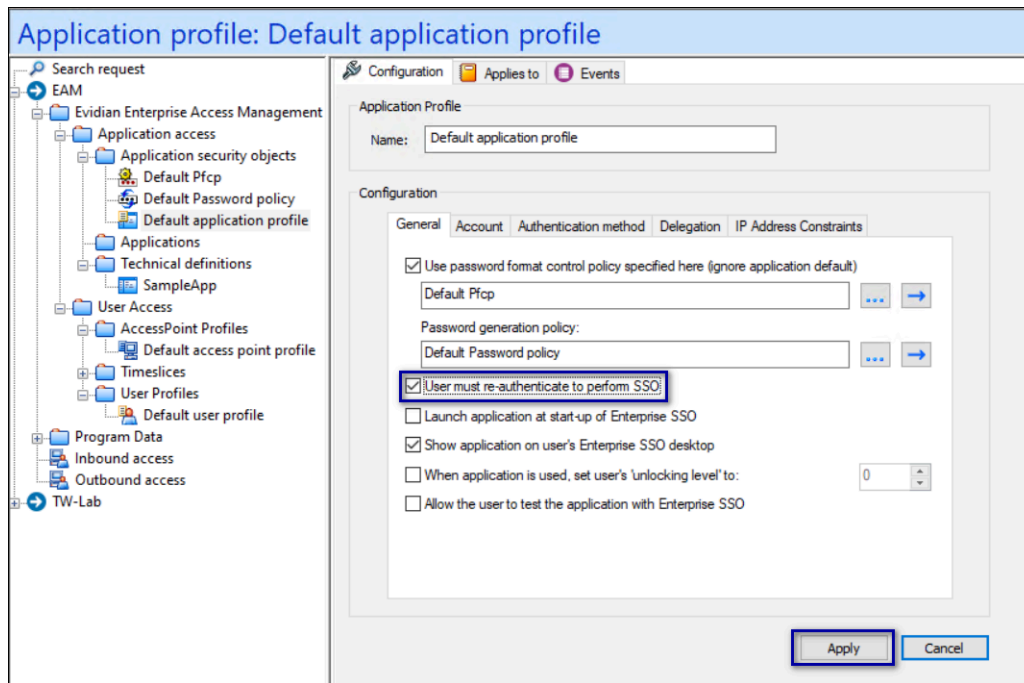 Application profile: Default application profile
Search request
EAM
Evidian Enterprise Access Management
Application access
Application security objects
Default Pfcp
Default Password policy
Default application profile
Applications
Technical definitions
SampleApp
User Access
AccessPoint Profiles
Default access point profile
Timeslices
User Profiles
Default user profile
Program Data
Inbound access
Outbound access
TW-Lab
Configuration Applies to Events
Application Profile
Name: Default application profile
Configuration
General Account Authentication method Delegation IP Address Constraints
Use password format control policy specified here (ignore application default)
Default Pfcp ...
Password generation policy:
Default Password policy ...
User must re-authenticate to perform SSO
Launch application at start-up of Enterprise SSO
Show application on user's Enterprise SSO desktop
When application is used, set user's 'unlocking level' to: 0
Allow the user to test the application with Enterprise SSO
Apply Cancel